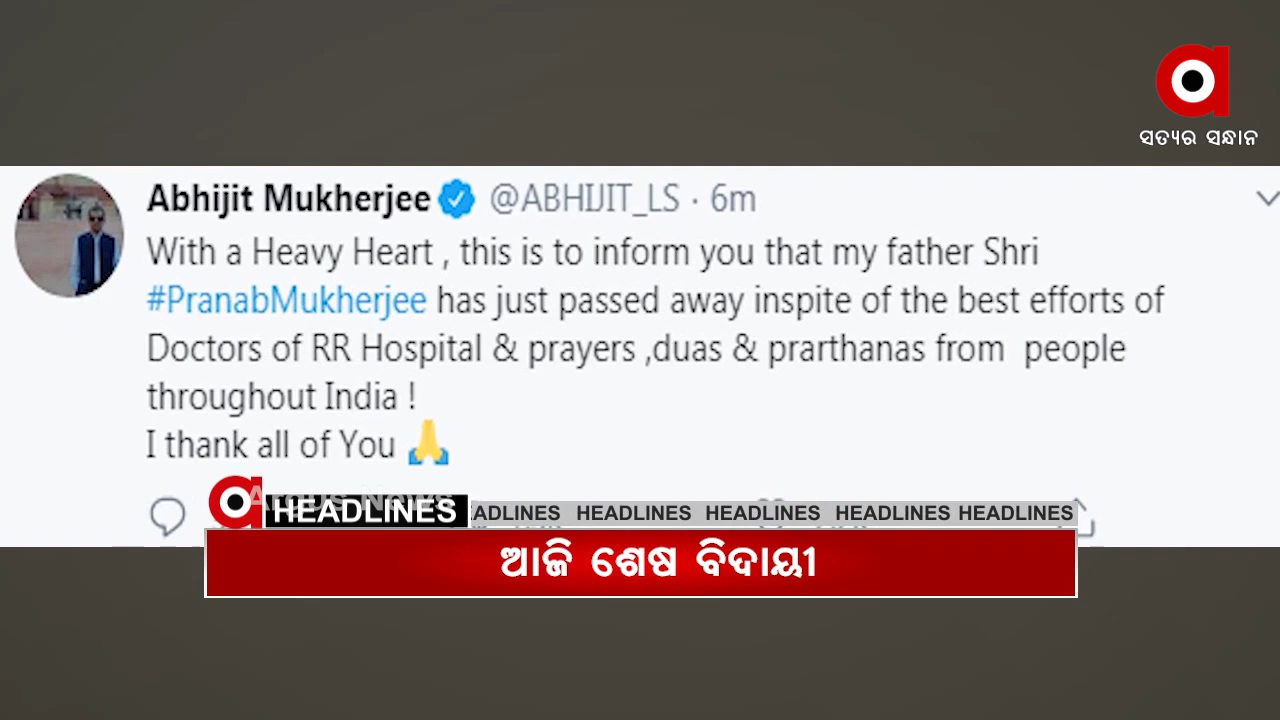 ସତ୍ୟର ସନ୍ଧାନ
Abhijit Mukherjee @ABHIJIT_LS · 6m
With a Heavy Heart , this is to inform you that my father Shri
#PranabMukherjee has just passed away inspite of the best efforts of
Doctors of RR Hospital & prayers ,duas & prarthanas from people
throughout India !
I thank all of You 🙏
Argus News
HEADLINES EADLINES HEADLINES HEADLINES HEADLINES HEADLINES
ଆଜି ଶେଷ ବିଦାୟୀ